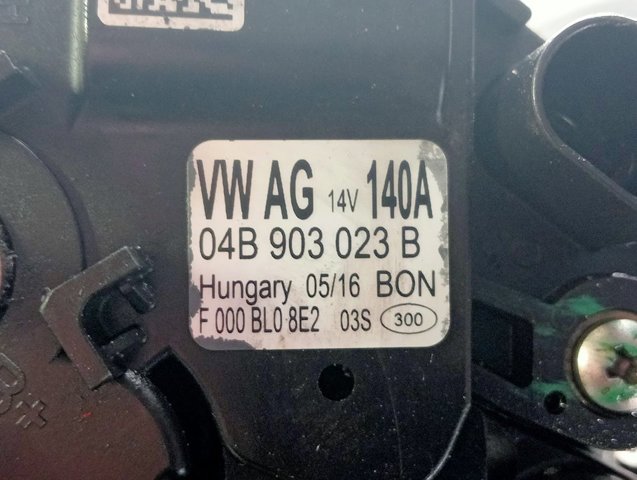 VW AG 14V 140A
04B 903 023 B
Hungary 05/16 BON
F 000 BL0 8E2 03S 300
B+